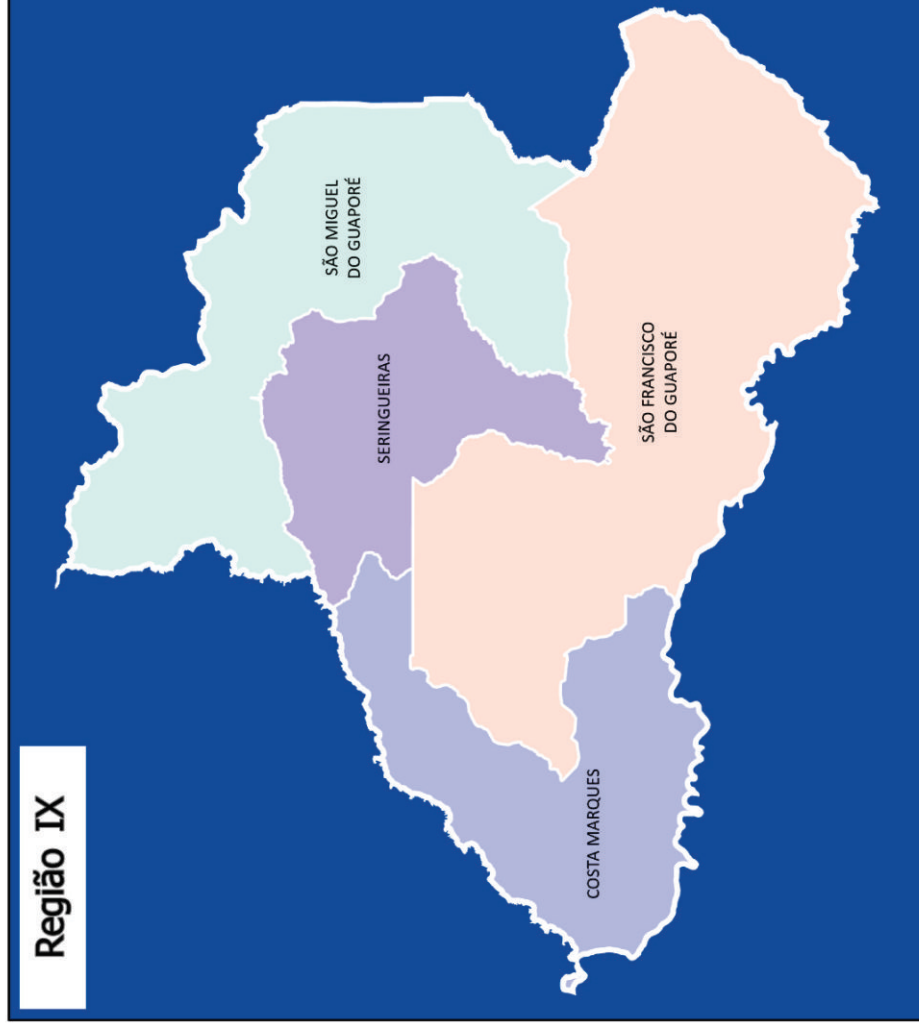 Região IX
SÃO MIGUEL
DO GUAPORÉ
SERINGUEIRAS
SÃO FRANCISCO
DO GUAPORÉ
COSTA MARQUES